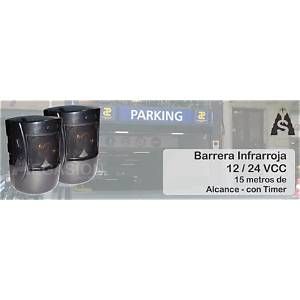 PARKING
Barrera Infrarroja
12 / 24 VCC
15 metros de
Alcance - con Timer